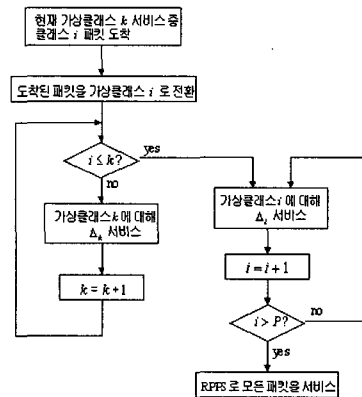 현재 가상클래스 k 서비스 중
클래스 i 패킷 도착
도착된 패킷을 가상클래스 i 로 전환
i ≤ k?
yes
no
가상클래스 k 에 대해
Δk 서비스
k = k+1
가상클래스 i 에 대해
Δi 서비스
i = i+1
i > P?
no
yes
RPFS 로 모든 패킷을 서비스